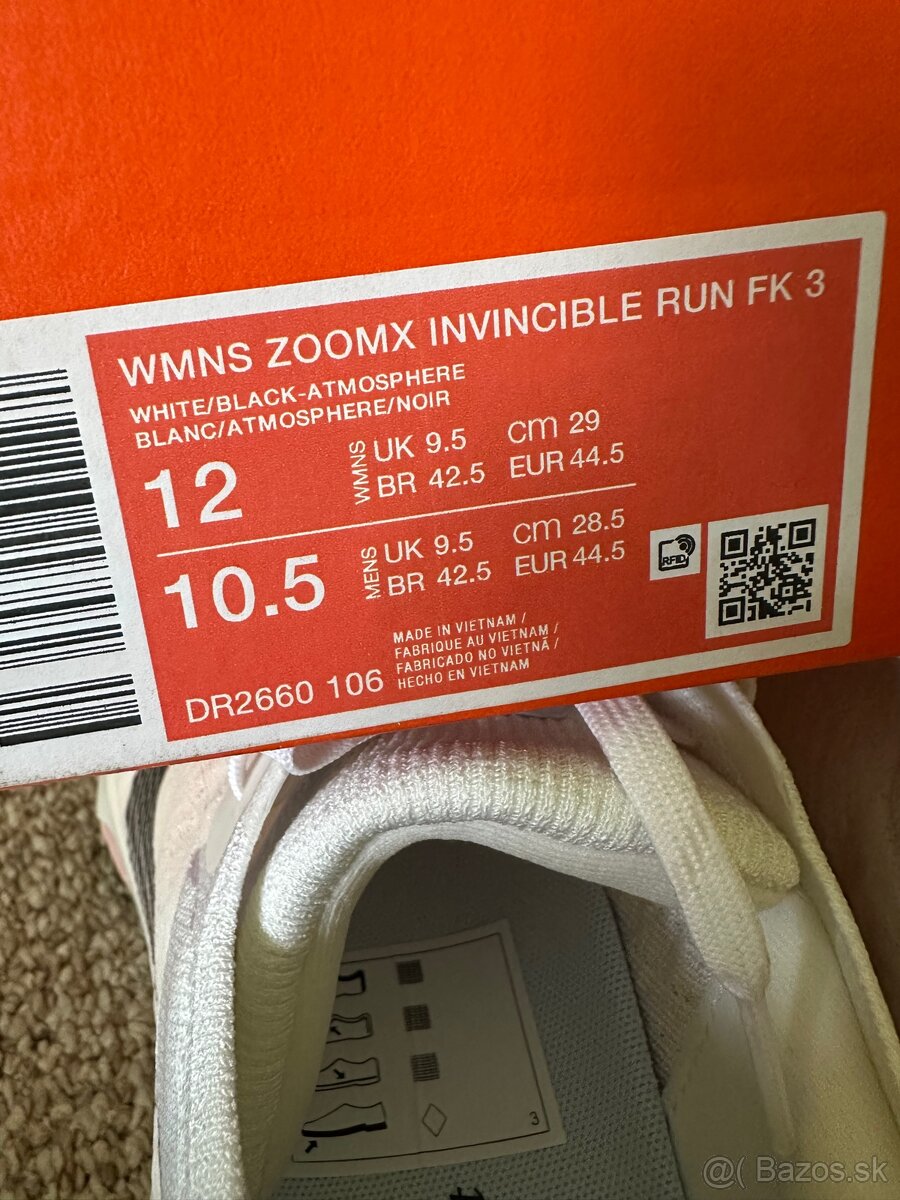 WMNS ZOOMX INVINCIBLE RUN FK 3
WHITE/BLACK-ATMOSPHERE
BLANC/ATMOSPHERE/NOIR
12 WMNS UK 9.5 cm 29
BR 42.5 EUR 44.5
10.5 MENS UK 9.5 cm 28.5
BR 42.5 EUR 44.5
RFID
MADE IN VIETNAM /
FABRIQUE AU VIETNAM /
FABRICADO NO VIETNÃ /
HECHO EN VIETNAM
DR2660 106
3
@( Bazos.sk